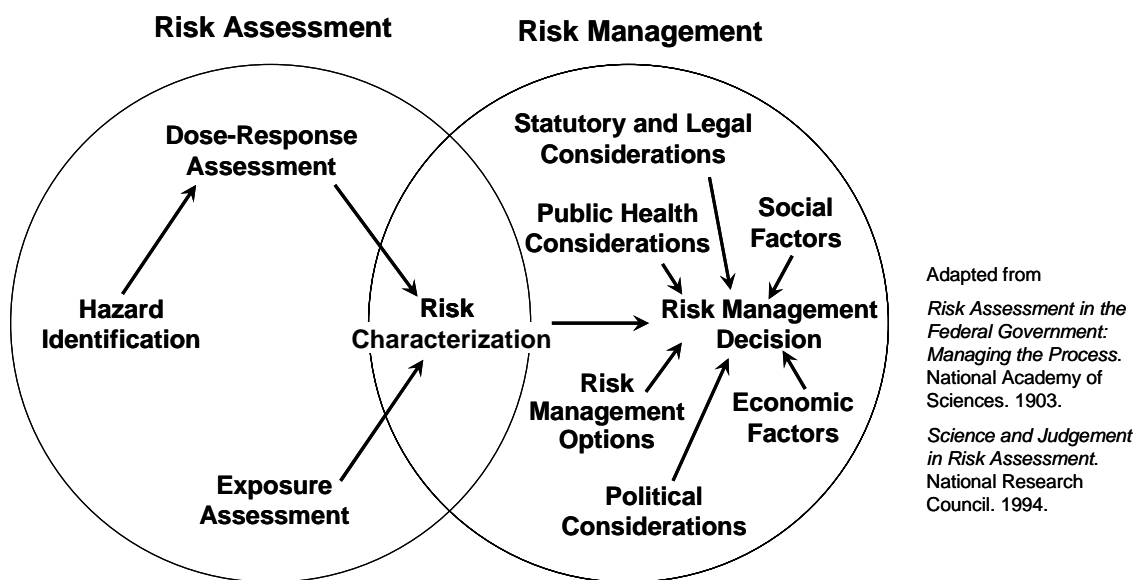 Risk Assessment
Risk Management
Dose-Response
Assessment
Hazard
Identification
Exposure
Assessment
Risk
Characterization
Statutory and Legal
Considerations
Public Health
Considerations
Social
Factors
Risk Management
Decision
Risk
Management
Options
Economic
Factors
Political
Considerations
Adapted from
Risk Assessment in the
Federal Government:
Managing the Process.
National Academy of
Sciences. 1903.
Science and Judgement
in Risk Assessment.
National Research
Council. 1994.